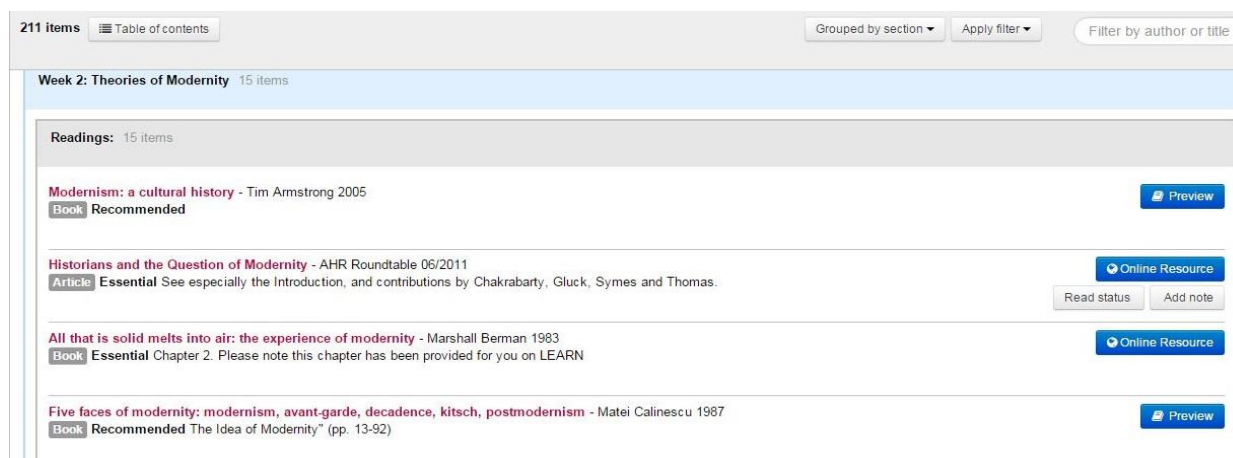 211 items Table of contents Grouped by section Apply filter Filter by author or title
Week 2: Theories of Modernity 15 items
Readings: 15 items
Modernism: a cultural history - Tim Armstrong 2005
Book Recommended
Preview
Historians and the Question of Modernity - AHR Roundtable 06/2011
Article Essential See especially the Introduction, and contributions by Chakrabarty, Gluck, Symes and Thomas.
Online Resource
Read status Add note
All that is solid melts into air: the experience of modernity - Marshall Berman 1983
Book Essential Chapter 2. Please note this chapter has been provided for you on LEARN
Online Resource
Five faces of modernity: modernism, avant-garde, decadence, kitsch, postmodernism - Matei Calinescu 1987
Book Recommended The Idea of Modernity" (pp. 13-92)
Preview